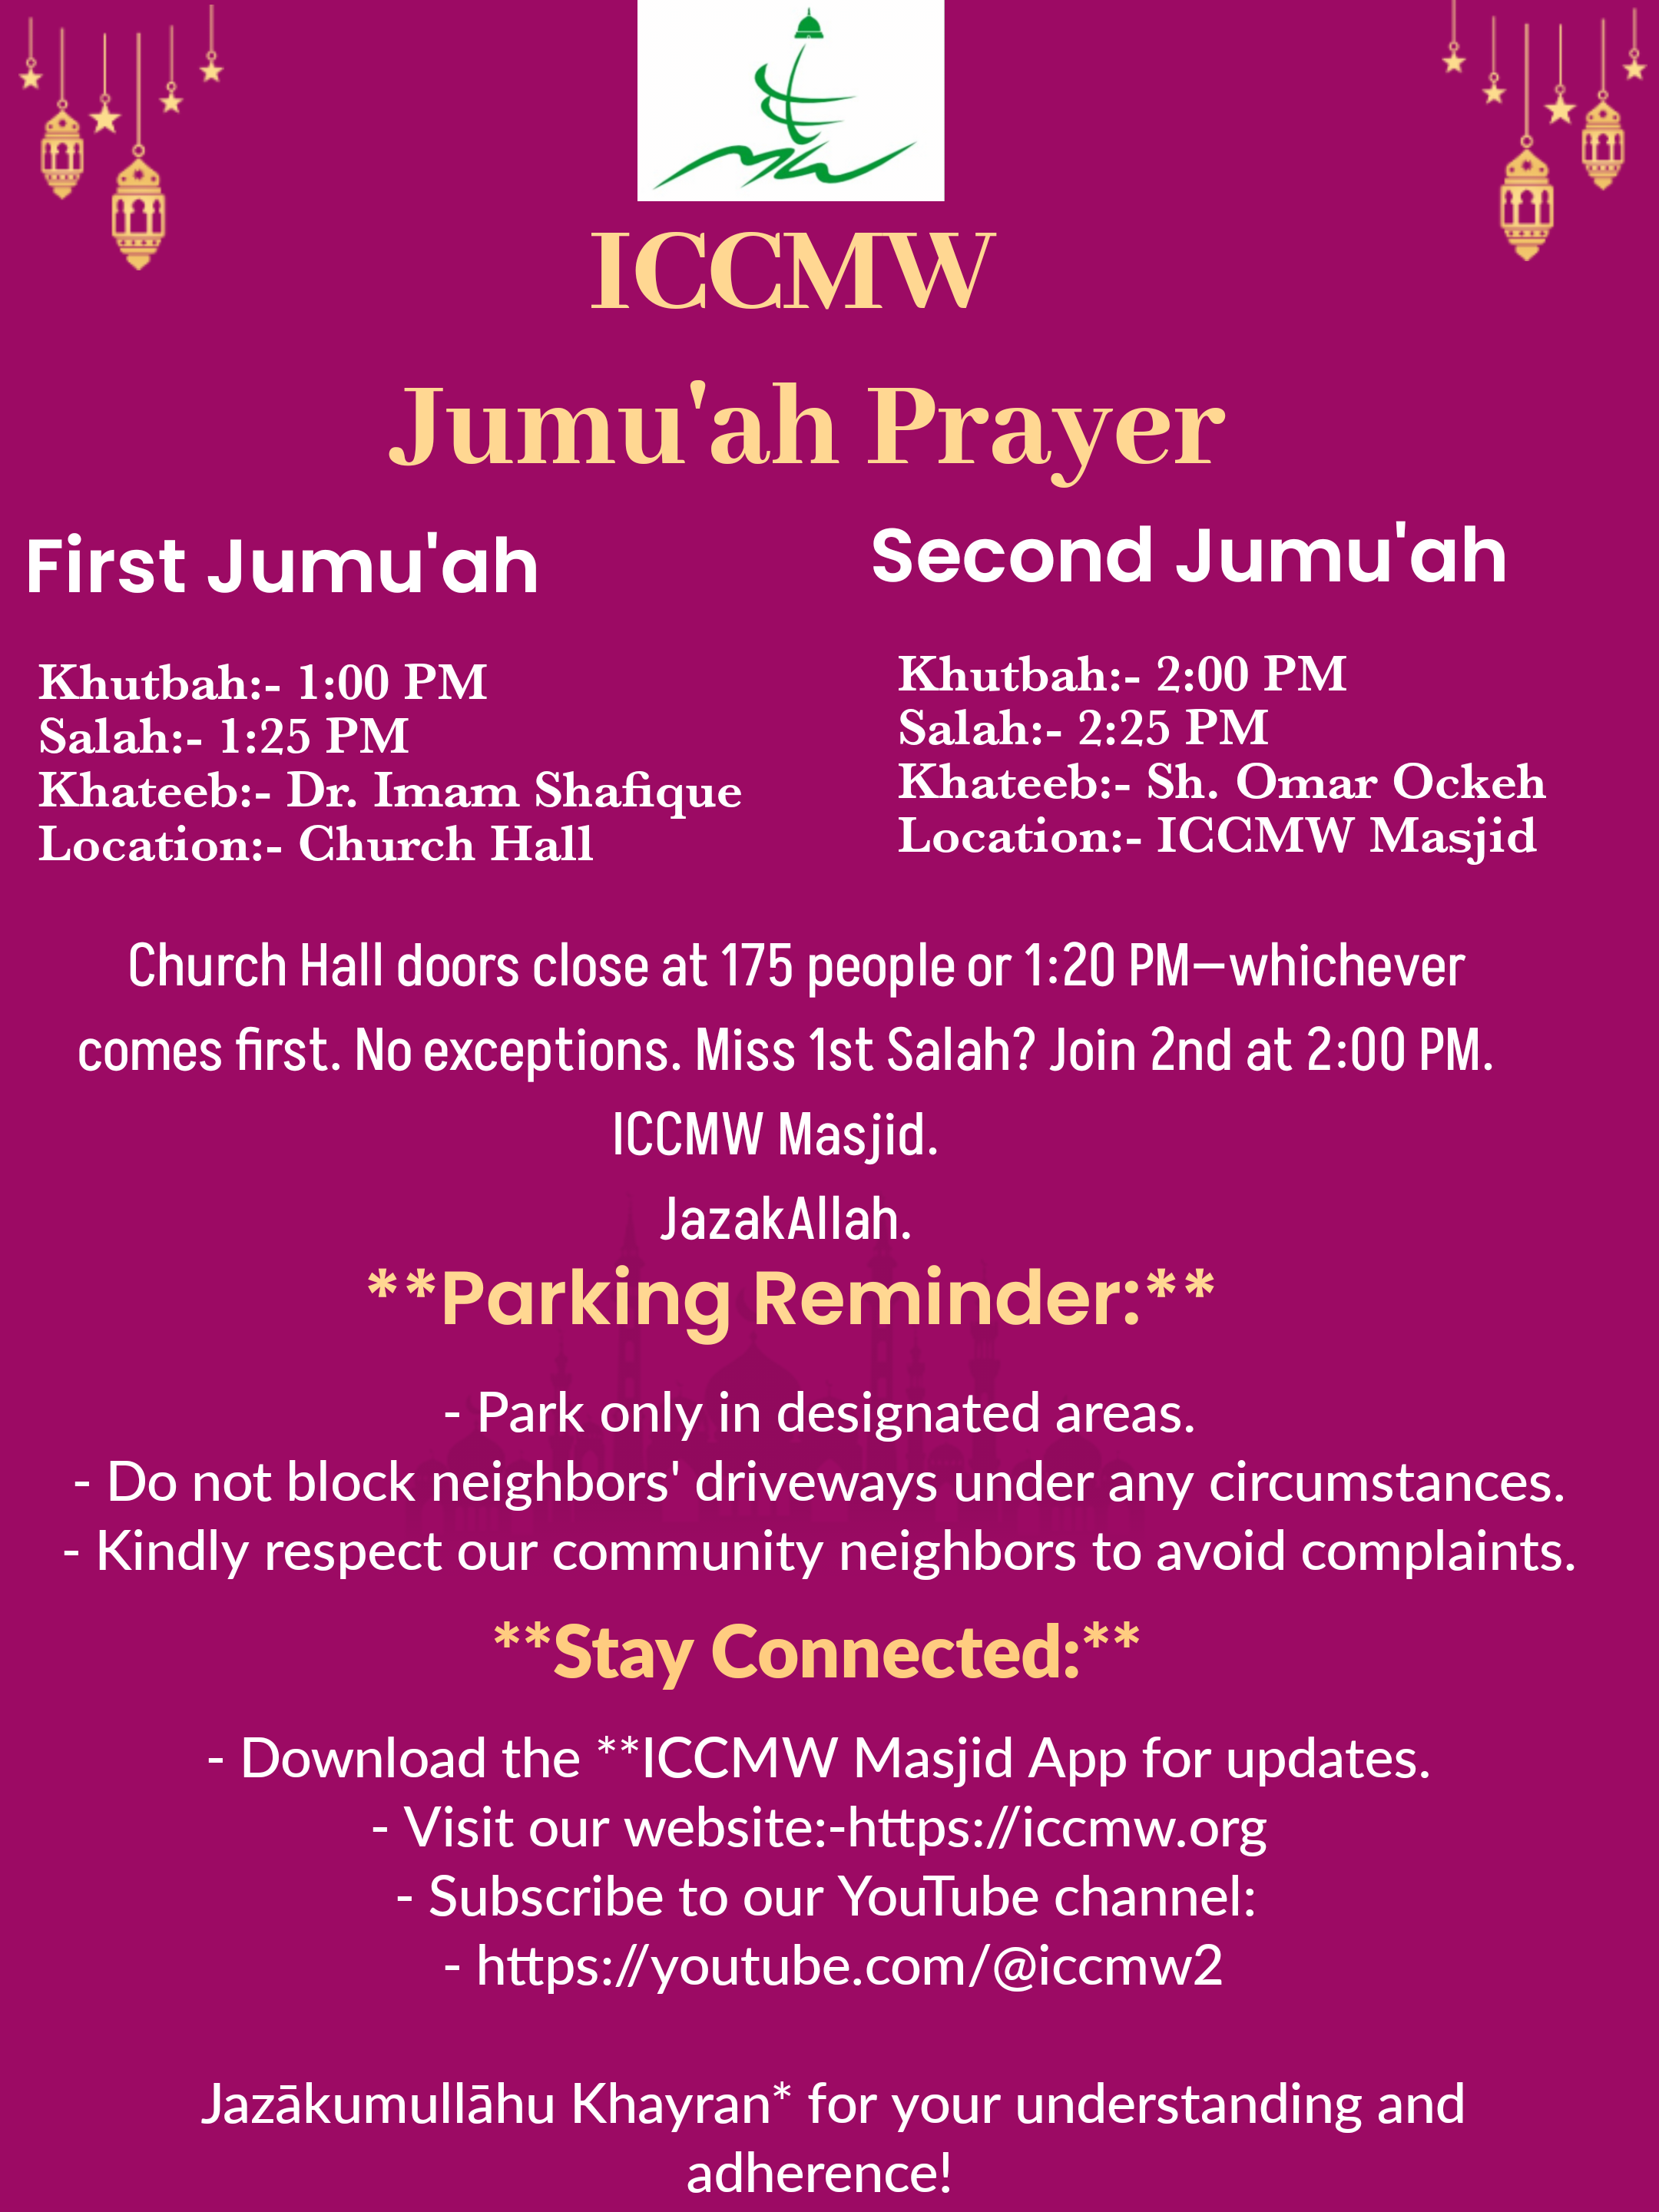 ICCMW
Jumu'ah Prayer
First Jumu'ah
Khutbah:- 1:00 PM
Salah:- 1:25 PM
Khateeb:- Dr. Imam Shafique
Location:- Church Hall
Second Jumu'ah
Khutbah:- 2:00 PM
Salah:- 2:25 PM
Khateeb:- Sh. Omar Ockeh
Location:- ICCMW Masjid
Church Hall doors close at 175 people or 1:20 PM—whichever
comes first. No exceptions. Miss 1st Salah? Join 2nd at 2:00 PM.
ICCMW Masjid.
JazakAllah.
**Parking Reminder:**
- Park only in designated areas.
- Do not block neighbors' driveways under any circumstances.
- Kindly respect our community neighbors to avoid complaints.
**Stay Connected:**
- Download the **ICCMW Masjid App for updates.
- Visit our website:-https://iccmw.org
- Subscribe to our YouTube channel:
- https://youtube.com/@iccmw2
Jazākumullāhu Khayran* for your understanding and
adherence!